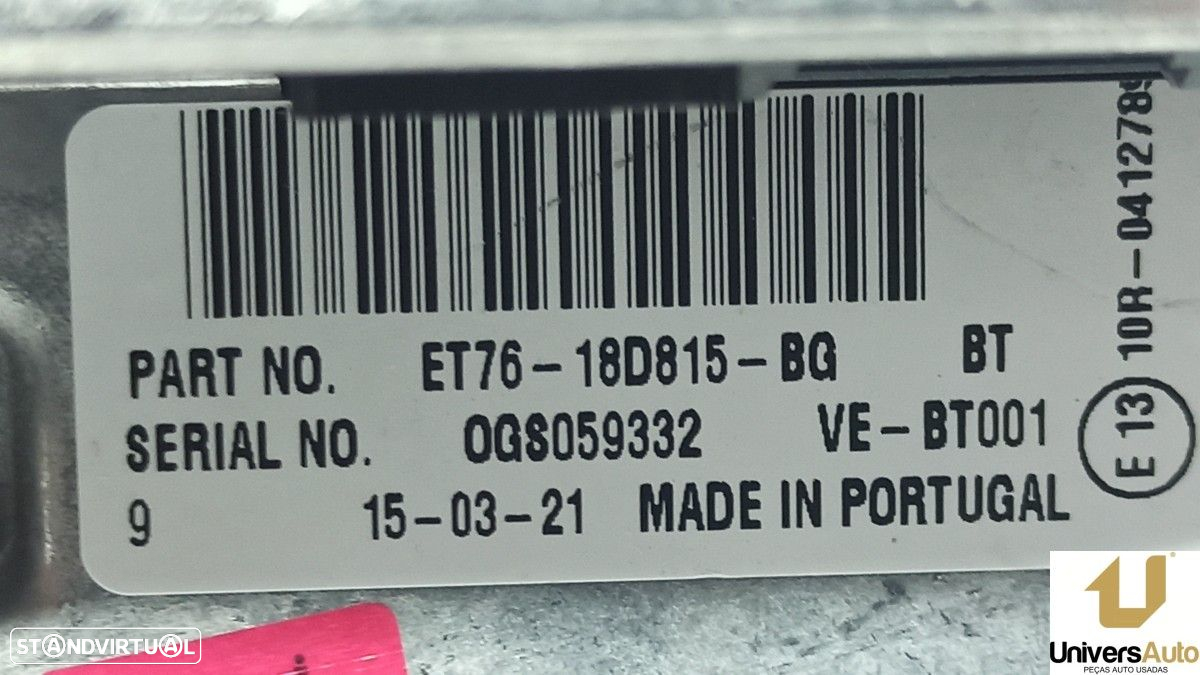 PART NO. ET76-18D815-BG BT
SERIAL NO. 0GS059332 VE-BT001
9 15-03-21 MADE IN PORTUGAL
E 13 10R-0412789
STANDVIRTUAL
UniversAuto
PEÇAS AUTO USADAS